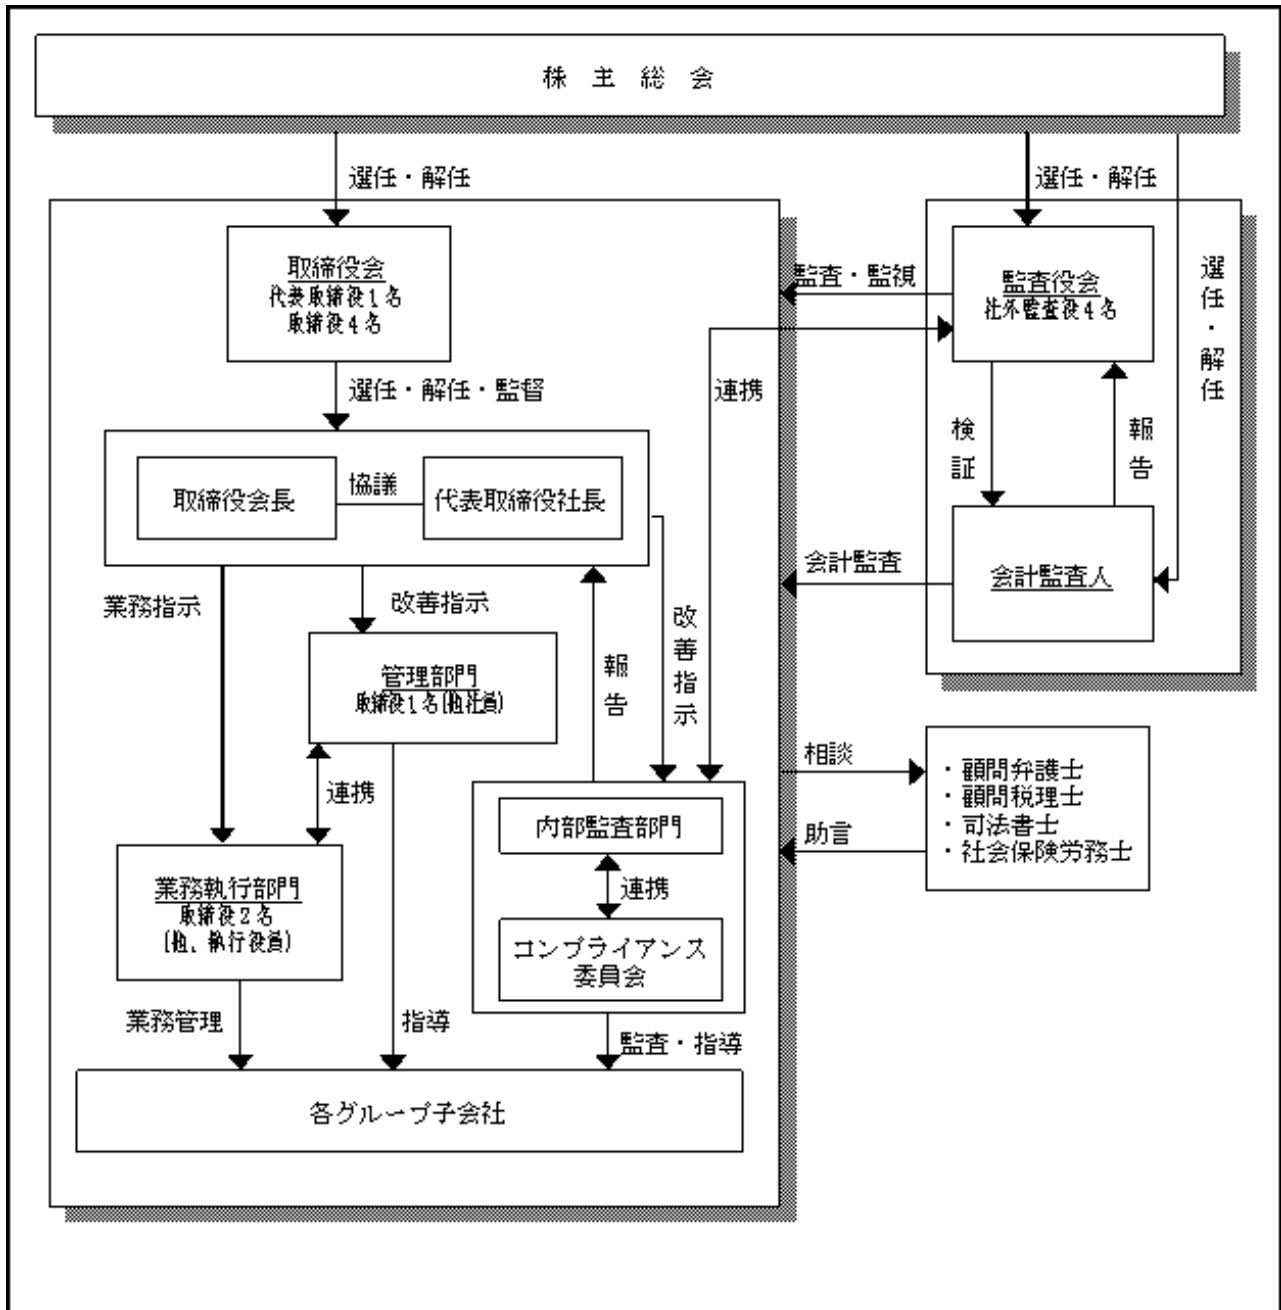 株主総会
選任・解任
選任・解任
選任・解任
取締役会
代表取締役1名
取締役4名
監査・監視
監査役会
社外監査役4名
選任・解任・監督
連携
検証
報告
取締役会長
協議
代表取締役社長
会計監査
会計監査人
業務指示
改善指示
報告
改善指示
管理部門
取締役1名(他社員)
連携
相談
助言
・顧問弁護士
・顧問税理士
・司法書士
・社会保険労務士
内部監査部門
連携
コンプライアンス
委員会
業務執行部門
取締役2名
(他、執行役員)
業務管理
指導
監査・指導
各グループ子会社